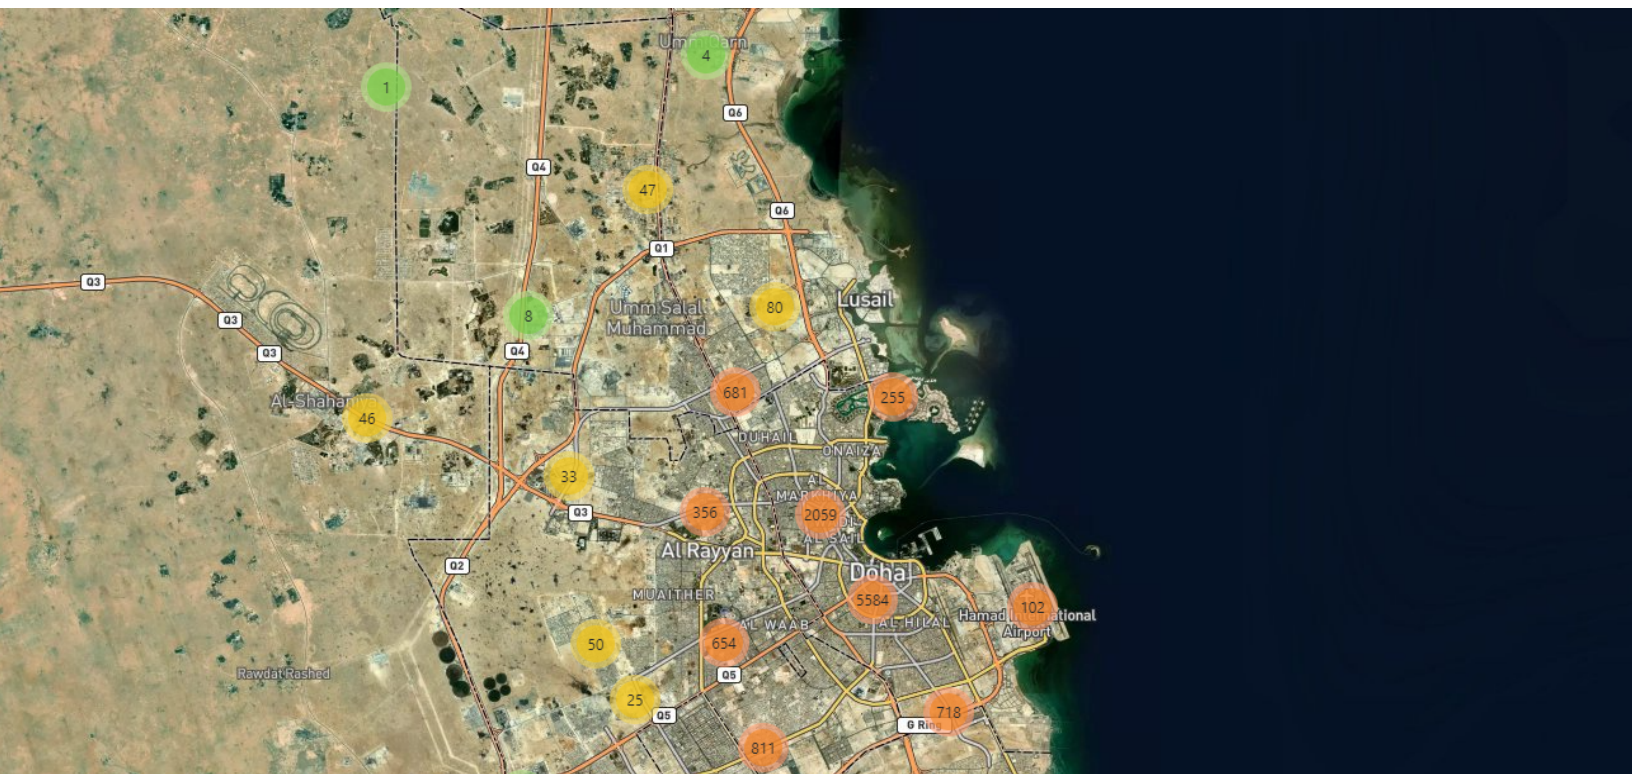 Umm Qarn
4
1
Q6
Q4
47
Q6
Q1
Q3
80
Lusail
Umm Salal
Muhammad
8
Q3
Q4
Q3
681
255
Al-Shahaniya
46
DUHAIL
ONAIZA
33
AL
MARKHIYA
356
2059
Q3
AL SAIL
Al Rayyan
Q2
Doha
MUAITHER
5584
102
Hamad International
Airport
AL WAAB
AL HILAL
50
654
Rawdat Rashed
Q5
25
Q5
718
G Ring
811